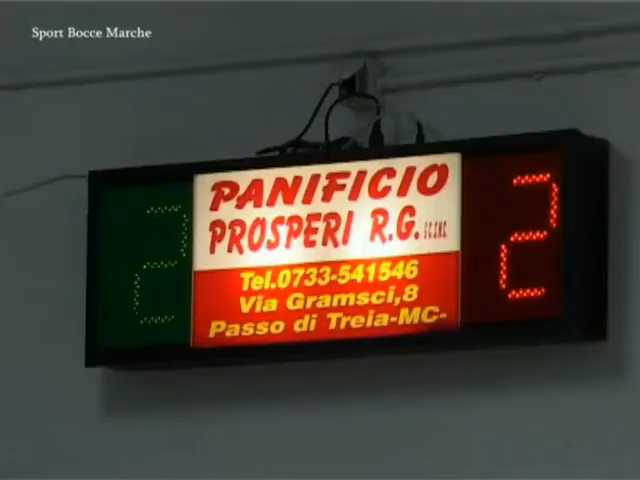 Sport Bocce Marche
PANIFICIO
PROSPERI R.G.
Tel.0733-541546
Via Gramsci,8
Passo di Treia-MC-
2
2